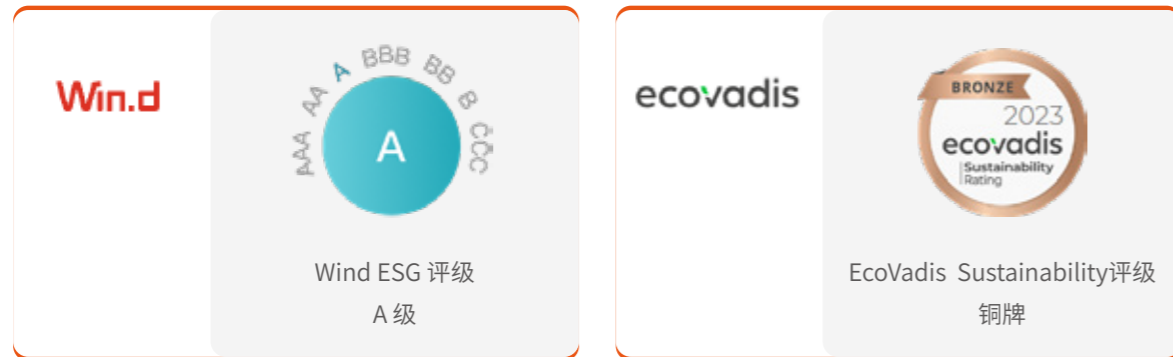 Win.d
AAA AA A BBB BB B CCC
A
Wind ESG 评级
A 级
ecovadis
BRONZE
2023
ecovadis
Sustainability
Rating
EcoVadis Sustainability评级
铜牌